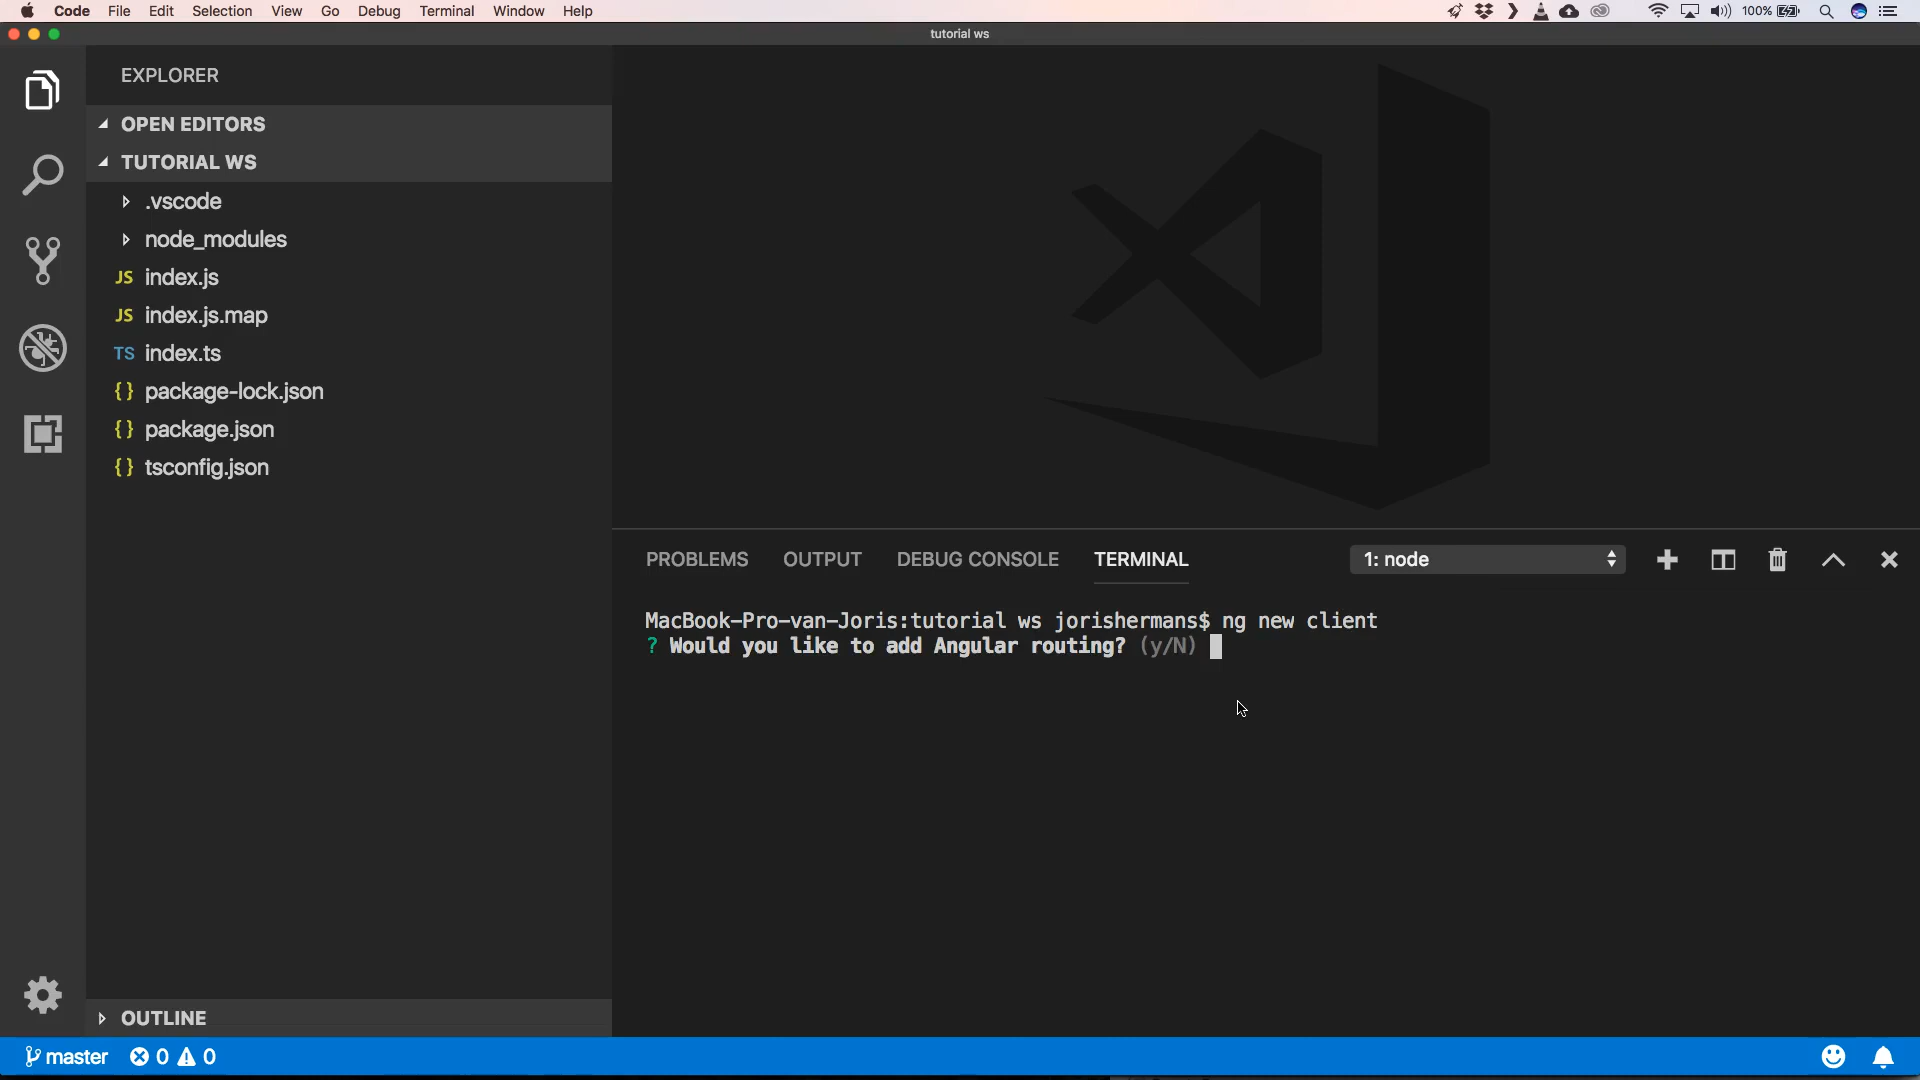 Code File Edit Selection View Go Debug Terminal Window Help
100%
tutorial ws
EXPLORER
OPEN EDITORS
TUTORIAL WS
.vscode
node_modules
JS index.js
JS index.js.map
TS index.ts
{} package-lock.json
{} package.json
{} tsconfig.json
OUTLINE
PROBLEMS OUTPUT DEBUG CONSOLE TERMINAL
1: node
MacBook-Pro-van-Joris:tutorial ws jorishermans$ ng new client
? Would you like to add Angular routing? (y/N)
master 0 0